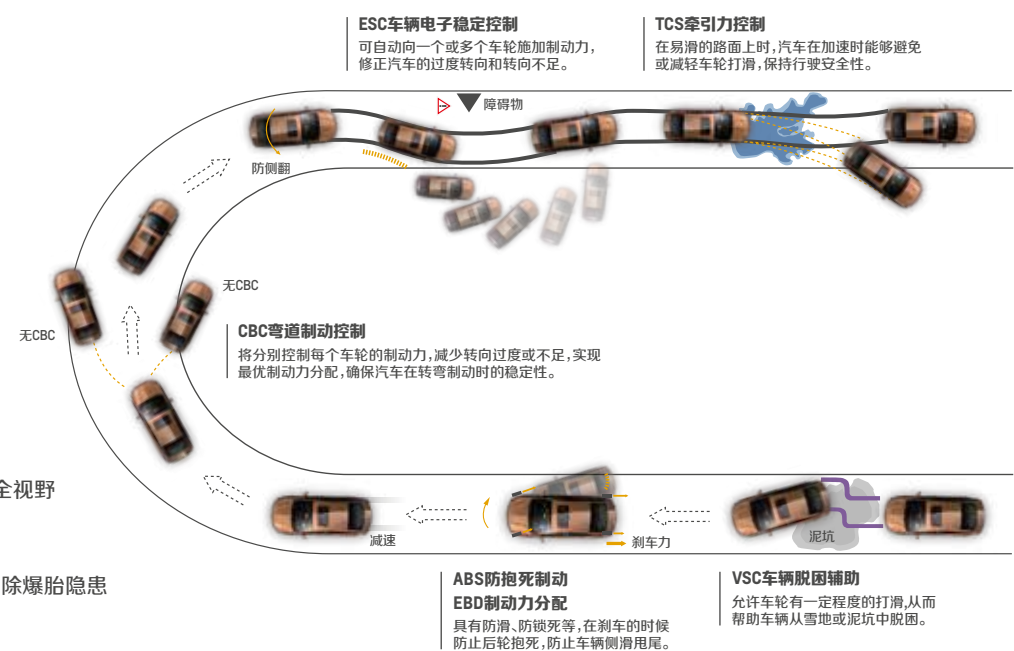 ESC车辆电子稳定控制
可自动向一个或多个车轮施加制动力，
修正汽车的过度转向和转向不足。
TCS牵引力控制
在易滑的路面上时，汽车在加速时能够避免
或减轻车轮打滑，保持行驶安全性。
障碍物
防侧翻
无CBC
无CBC
CBC弯道制动控制
将分别控制每个车轮的制动力，减少转向过度或不足，实现
最优制动力分配，确保汽车在转弯制动时的稳定性。
全视野
减速
刹车力
泥坑
除爆胎隐患
ABS防抱死制动
EBD制动力分配
具有防滑、防锁死等，在刹车的时候
防止后轮抱死，防止车辆侧滑甩尾。
VSC车辆脱困辅助
允许车轮有一定程度的打滑，从而
帮助车辆从雪地或泥坑中脱困。